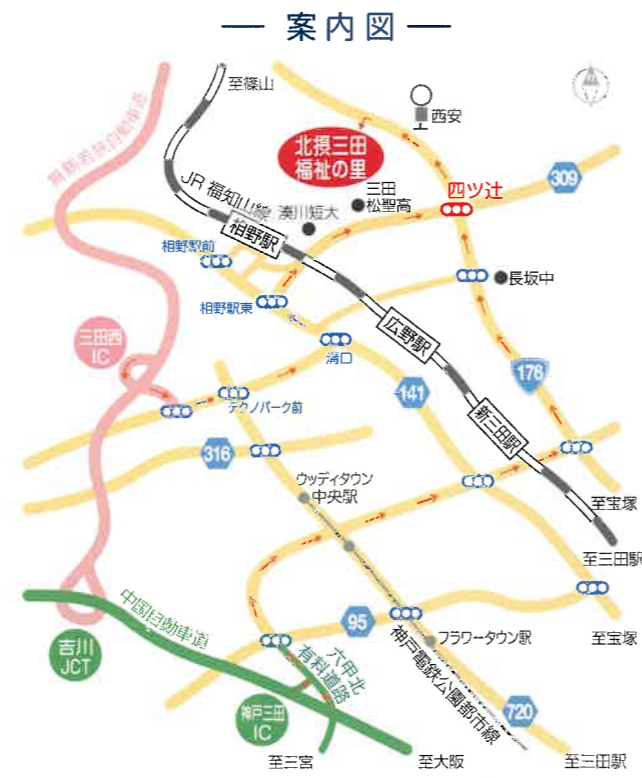 案内図
至篠山
西安
舞鶴若狭自動車道
北摂三田
福祉の里
JR 福知山線
湊川短大
三田
松聖高
四ツ辻
309
相野駅
相野駅前
長坂中
相野駅東
広野駅
三田西
IC
溝口
176
141
テクノパーク前
新三田駅
316
ウッディタウン
中央駅
至宝塚
至三田駅
中国自動車道
95
吉川
JCT
フラワータウン駅
至宝塚
六甲北
有料道路
神戸電鉄公園都市線
神戸三田
IC
720
至三宮
至大阪
至三田駅